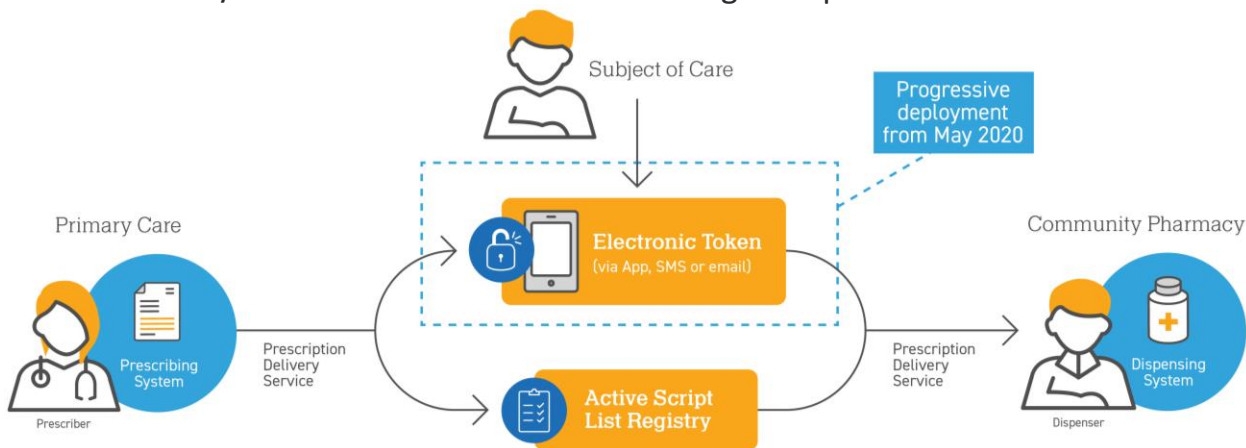 Subject of Care
Progressive
deployment
from May 2020
Primary Care
Community Pharmacy
Electronic Token
(via App, SMS or email)
Prescribing
System
Prescription
Delivery
Service
Prescription
Delivery
Service
Dispensing
System
Active Script
List Registry
Prescriber
Dispenser